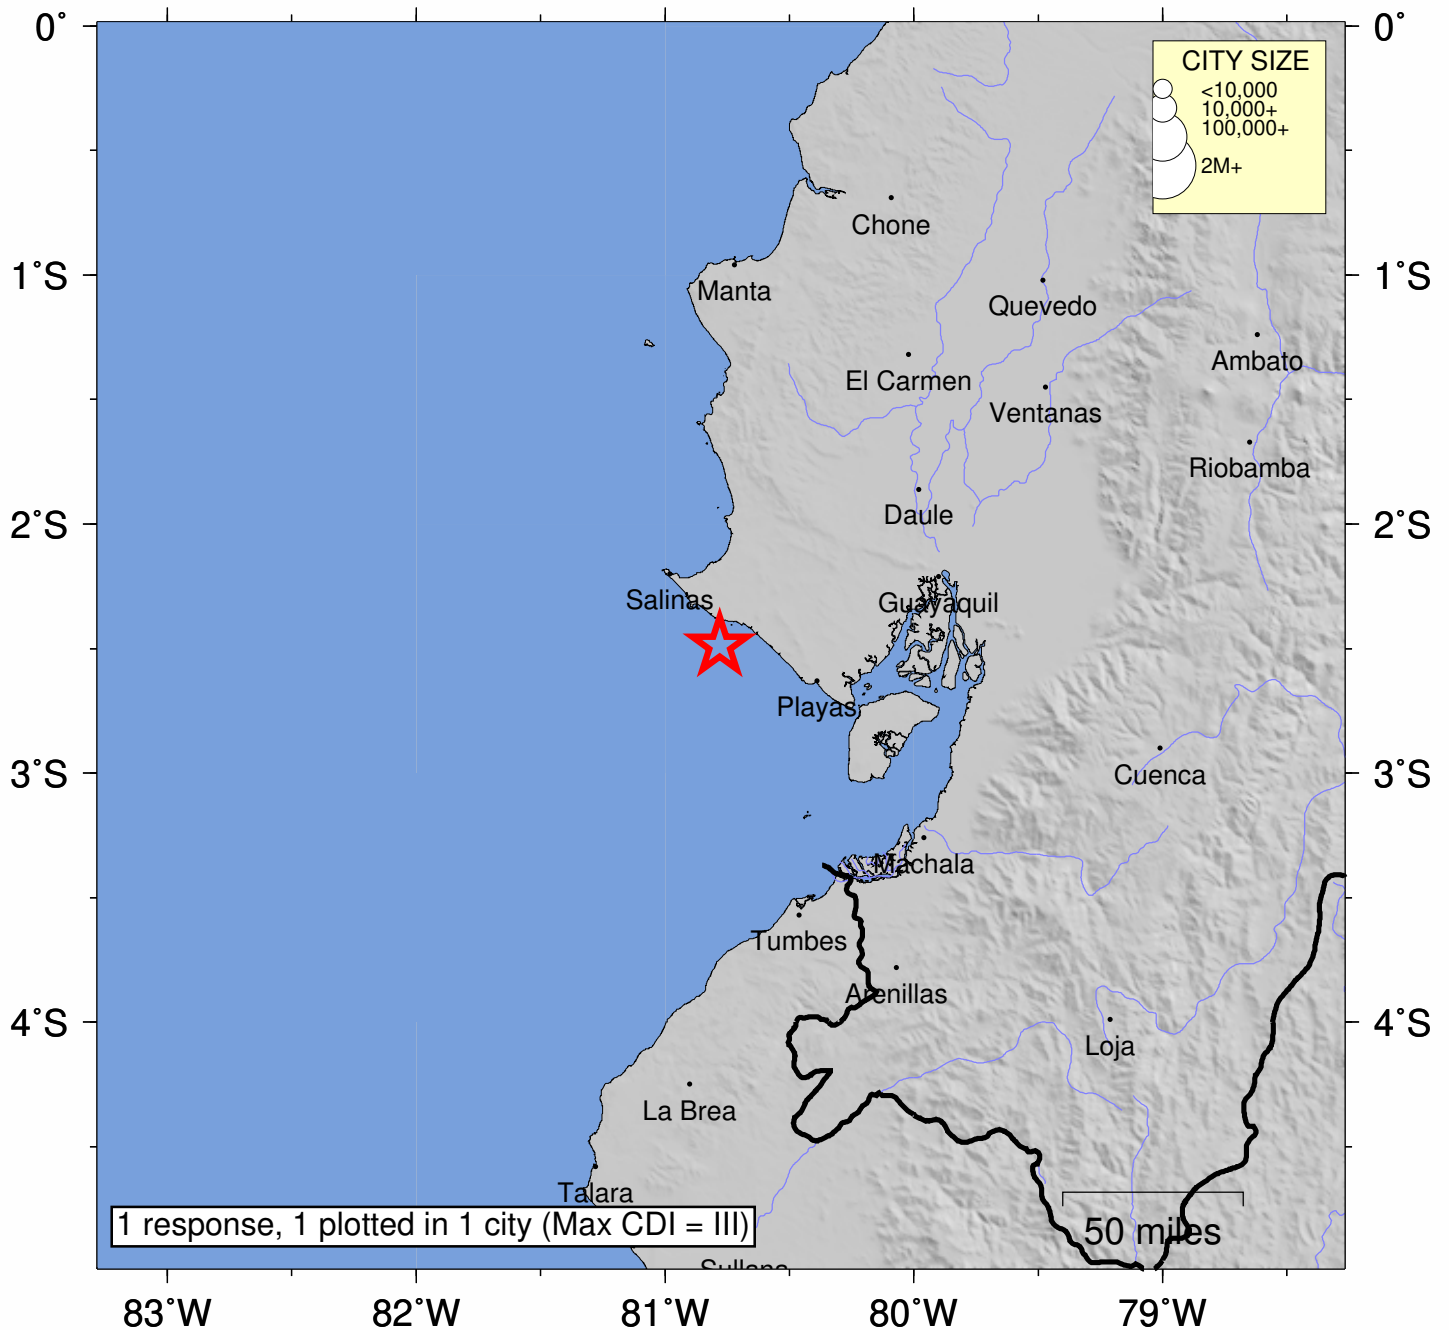 0°
0°
CITY SIZE
<10,000
10,000+
100,000+
2M+
Chone
1°S
1°S
Manta
Quevedo
Ambato
El Carmen
Ventanas
Riobamba
Daule
2°S
2°S
Salinas
Guayaquil
Playas
3°S
3°S
Cuenca
Machala
Tumbes
Arenillas
4°S
4°S
Loja
La Brea
Talara
1 response, 1 plotted in 1 city (Max CDI = III)
50 miles
Sullana
83°W
82°W
81°W
80°W
79°W